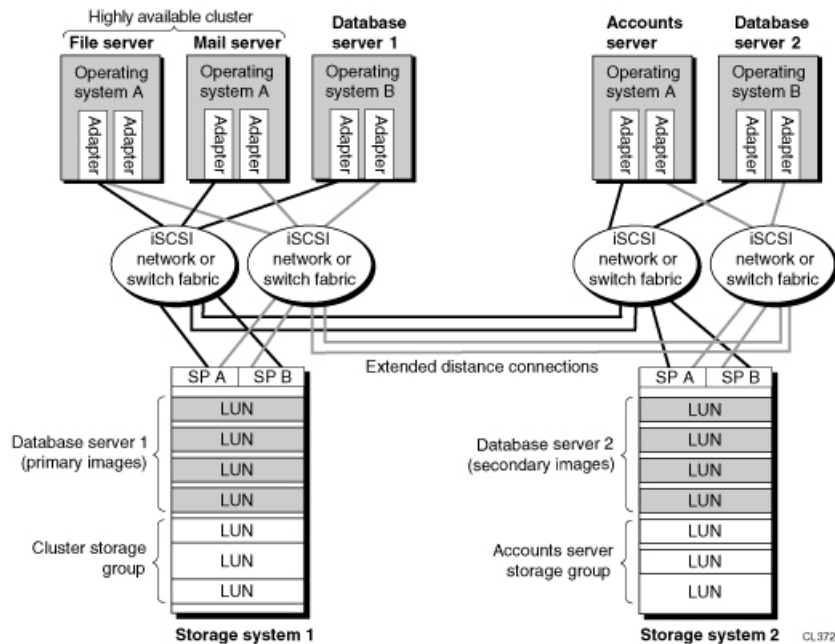 Highly available cluster
File server
Mail server
Database
server 1
Accounts
server
Database
server 2
Operating
system A
Operating
system A
Operating
system B
Operating
system A
Operating
system B
Adapter
Adapter
Adapter
Adapter
Adapter
Adapter
Adapter
Adapter
Adapter
Adapter
iSCSI
network or
switch fabric
iSCSI
network or
switch fabric
iSCSI
network or
switch fabric
iSCSI
network or
switch fabric
Extended distance connections
SP A
SP B
SP A
SP B
Database server 1
(primary images)
LUN
LUN
LUN
LUN
Cluster storage
group
LUN
LUN
LUN
Database server 2
(secondary images)
LUN
LUN
LUN
LUN
Accounts server
storage group
LUN
LUN
LUN
Storage system 1
Storage system 2